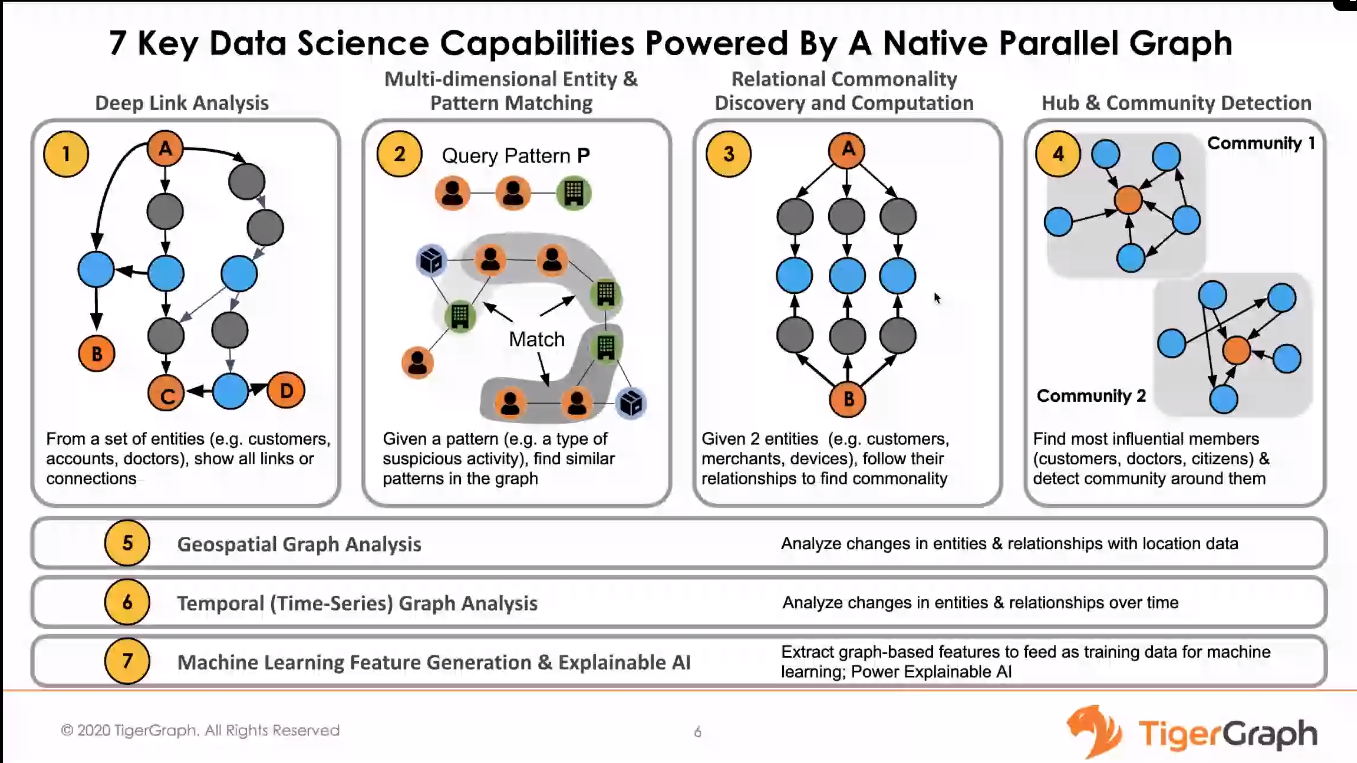 7 Key Data Science Capabilities Powered By A Native Parallel Graph
Deep Link Analysis
1
A
B
C
D
From a set of entities (e.g. customers,
accounts, doctors), show all links or
connections
Multi-dimensional Entity &
Pattern Matching
2
Query Pattern P
Match
Given a pattern (e.g. a type of
suspicious activity), find similar
patterns in the graph
Relational Commonality
Discovery and Computation
3
A
B
Given 2 entities (e.g. customers,
merchants, devices), follow their
relationships to find commonality
Hub & Community Detection
4
Community 1
Community 2
Find most influential members
(customers, doctors, citizens) &
detect community around them
5
Geospatial Graph Analysis
Analyze changes in entities & relationships with location data
6
Temporal (Time-Series) Graph Analysis
Analyze changes in entities & relationships over time
7
Machine Learning Feature Generation & Explainable AI
Extract graph-based features to feed as training data for machine
learning; Power Explainable AI
© 2020 TigerGraph. All Rights Reserved
6
TigerGraph